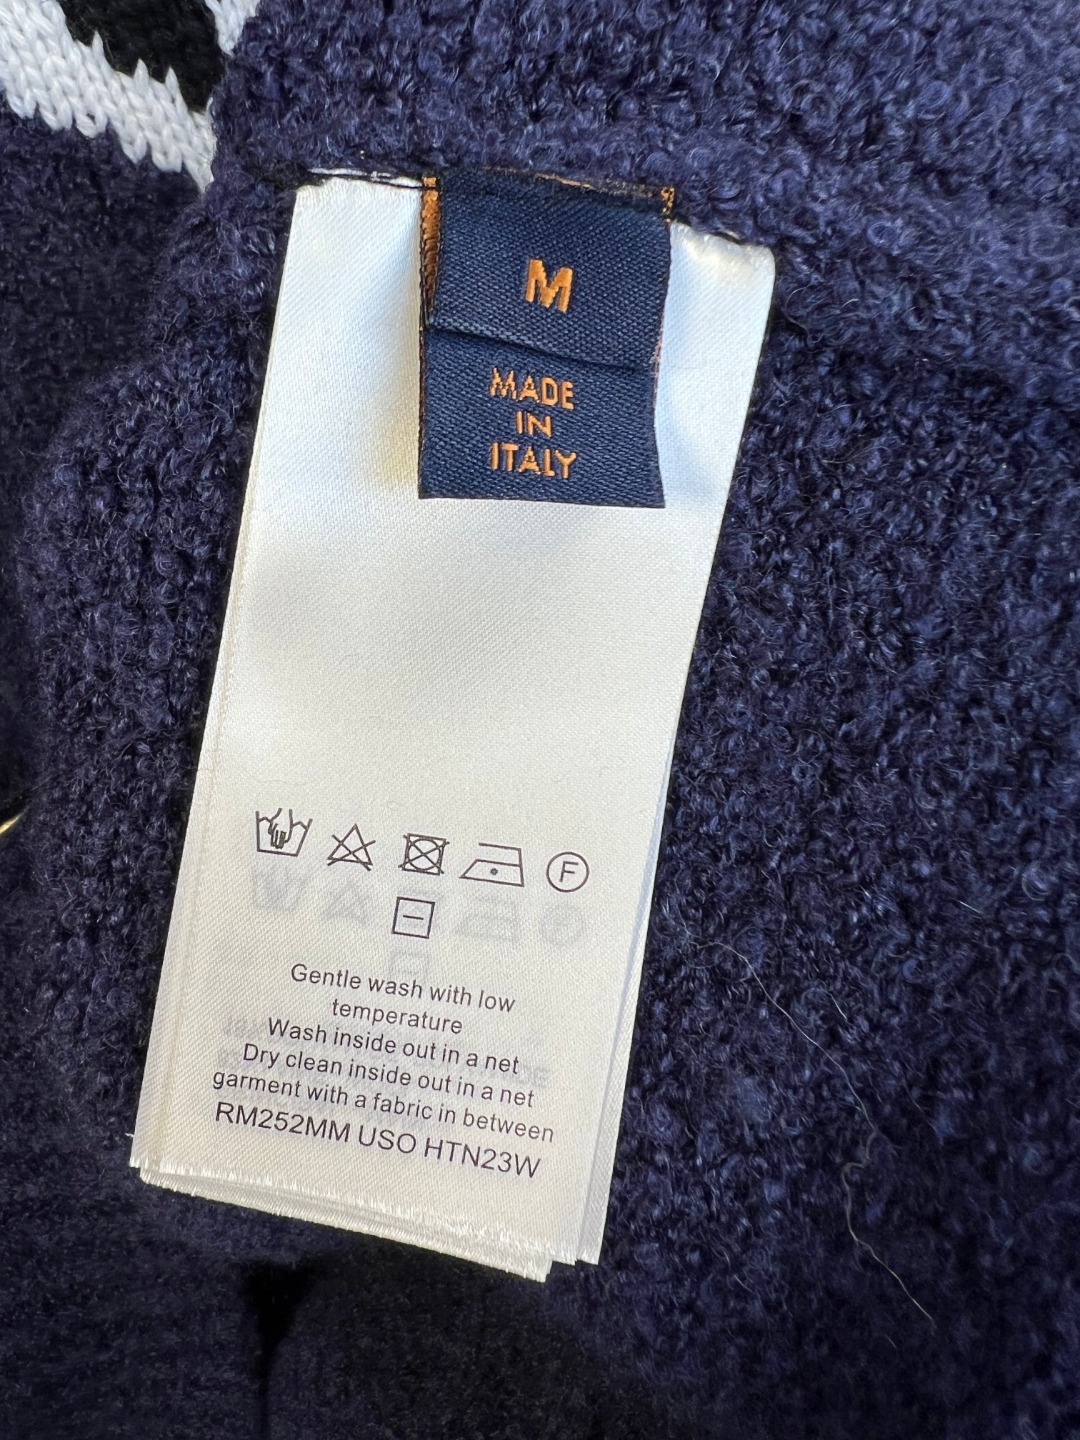 M
MADE
IN
ITALY
F
Gentle wash with low
temperature
Wash inside out in a net
Dry clean inside out in a net
garment with a fabric in between
RM252MM USO HTN23W